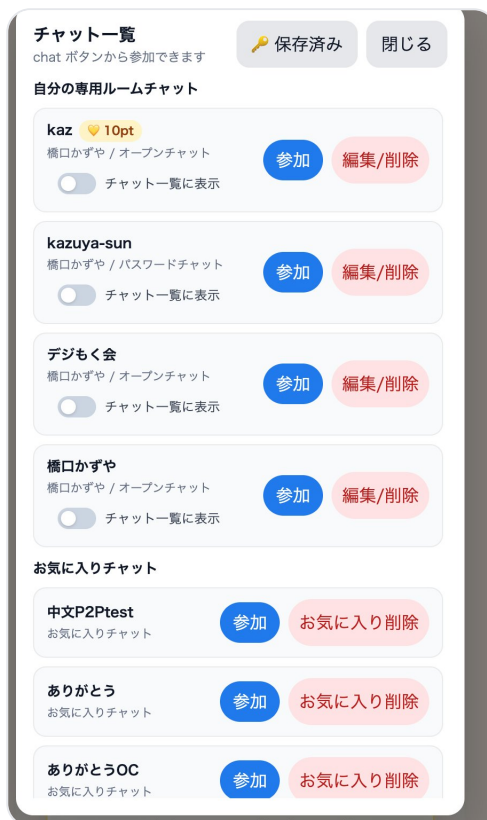 チャット一覧
chat ボタンから参加できます
🔑 保存済み
閉じる
自分の専用ルームチャット
kaz 💛 10pt
橋口かずや / オープンチャット
チャット一覧に表示
参加
編集/削除
kazuya-sun
橋口かずや / パスワードチャット
チャット一覧に表示
参加
編集/削除
デジもく会
橋口かずや / オープンチャット
チャット一覧に表示
参加
編集/削除
橋口かずや
橋口かずや / オープンチャット
チャット一覧に表示
参加
編集/削除
お気に入りチャット
中文P2Ptest
お気に入りチャット
参加
お気に入り削除
ありがとう
お気に入りチャット
参加
お気に入り削除
ありがとうOC
お気に入りチャット
参加
お気に入り削除